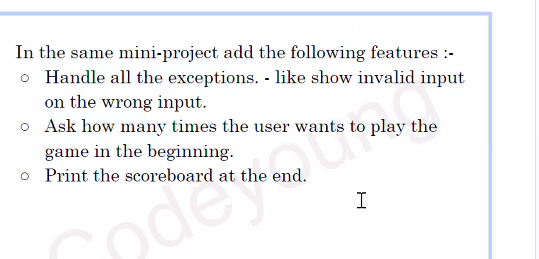 In the same mini-project add the following features :-
○ Handle all the exceptions. - like show invalid input
on the wrong input.
○ Ask how many times the user wants to play the
game in the beginning.
○ Print the scoreboard at the end.
Codeyoung